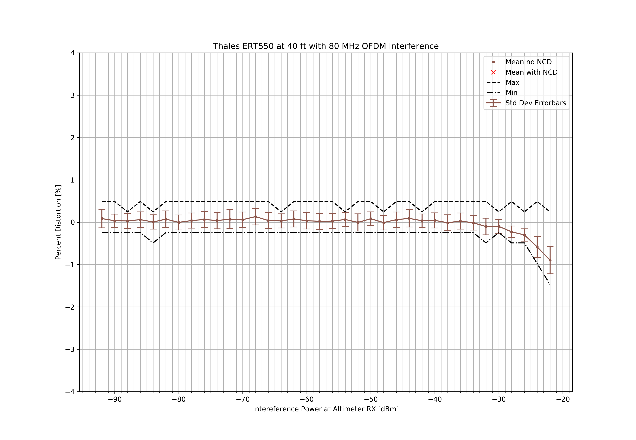 Thales ERT550 at 40 ft with 80 MHz OFDM Interference
4
3
2
1
0
−1
−2
−3
−4
Percent Distortion [%]
Mean no NCD
Mean with NCD
Max
Min
Std Dev Errorbars
−90 −80 −70 −60 −50 −40 −30 −20
Intereference Power at Altimeter RX [dBm]